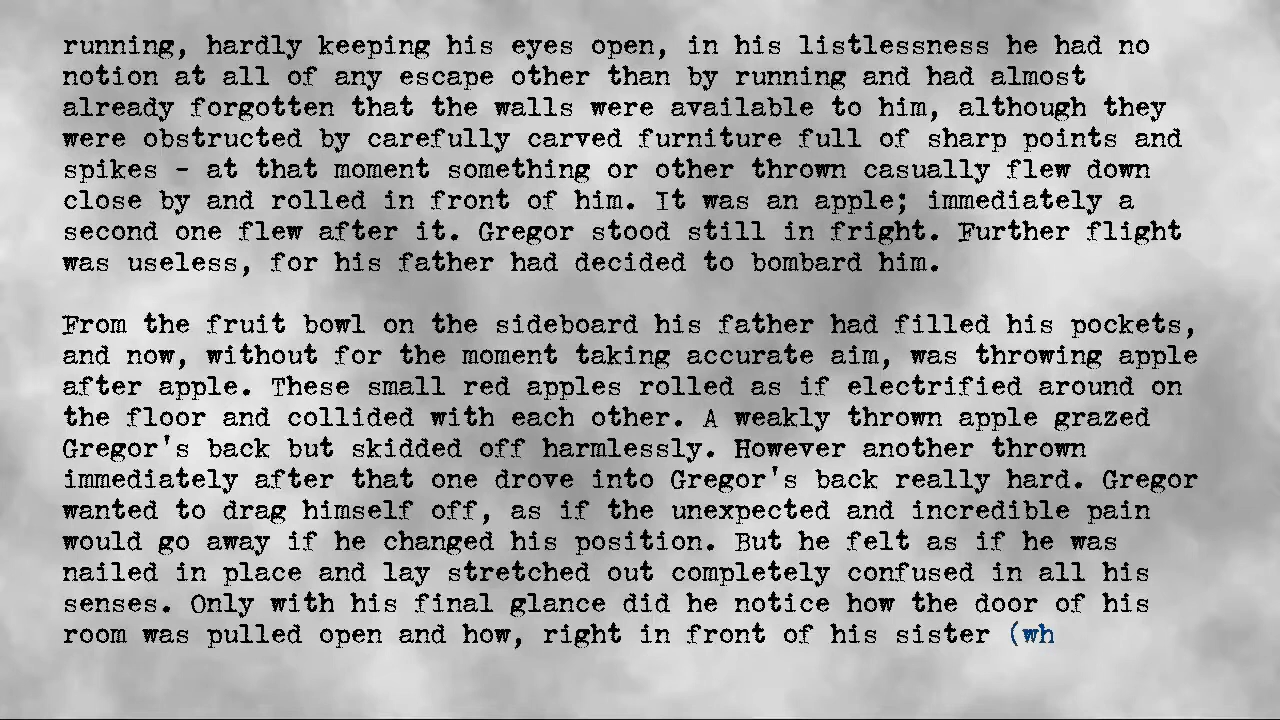 running, hardly keeping his eyes open, in his listlessness he had no
notion at all of any escape other than by running and had almost
already forgotten that the walls were available to him, although they
were obstructed by carefully carved furniture full of sharp points and
spikes - at that moment something or other thrown casually flew down
close by and rolled in front of him. It was an apple; immediately a
second one flew after it. Gregor stood still in fright. Further flight
was useless, for his father had decided to bombard him.

From the fruit bowl on the sideboard his father had filled his pockets,
and now, without for the moment taking accurate aim, was throwing apple
after apple. These small red apples rolled as if electrified around on
the floor and collided with each other. A weakly thrown apple grazed
Gregor's back but skidded off harmlessly. However another thrown
immediately after that one drove into Gregor's back really hard. Gregor
wanted to drag himself off, as if the unexpected and incredible pain
would go away if he changed his position. But he felt as if he was
nailed in place and lay stretched out completely confused in all his
senses. Only with his final glance did he notice how the door of his
room was pulled open and how, right in front of his sister (wh